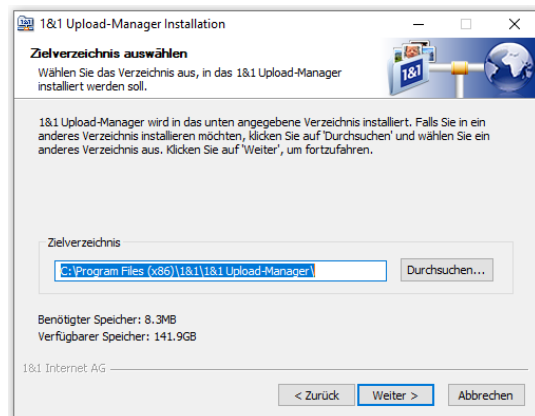 1&1 Upload-Manager Installation
Zielverzeichnis auswählen
Wählen Sie das Verzeichnis aus, in das 1&1 Upload-Manager
installiert werden soll.
1&1
1&1 Upload-Manager wird in das unten angegebene Verzeichnis installiert. Falls Sie in ein
anderes Verzeichnis installieren möchten, klicken Sie auf 'Durchsuchen' und wählen Sie ein
anderes Verzeichnis aus. Klicken Sie auf 'Weiter', um fortzufahren.
Zielverzeichnis
C:\Program Files (x86)\1&1\1&1 Upload-Manager\
Durchsuchen...
Benötigter Speicher: 8.3MB
Verfügbarer Speicher: 141.9GB
1&1 Internet AG
< Zurück
Weiter >
Abbrechen